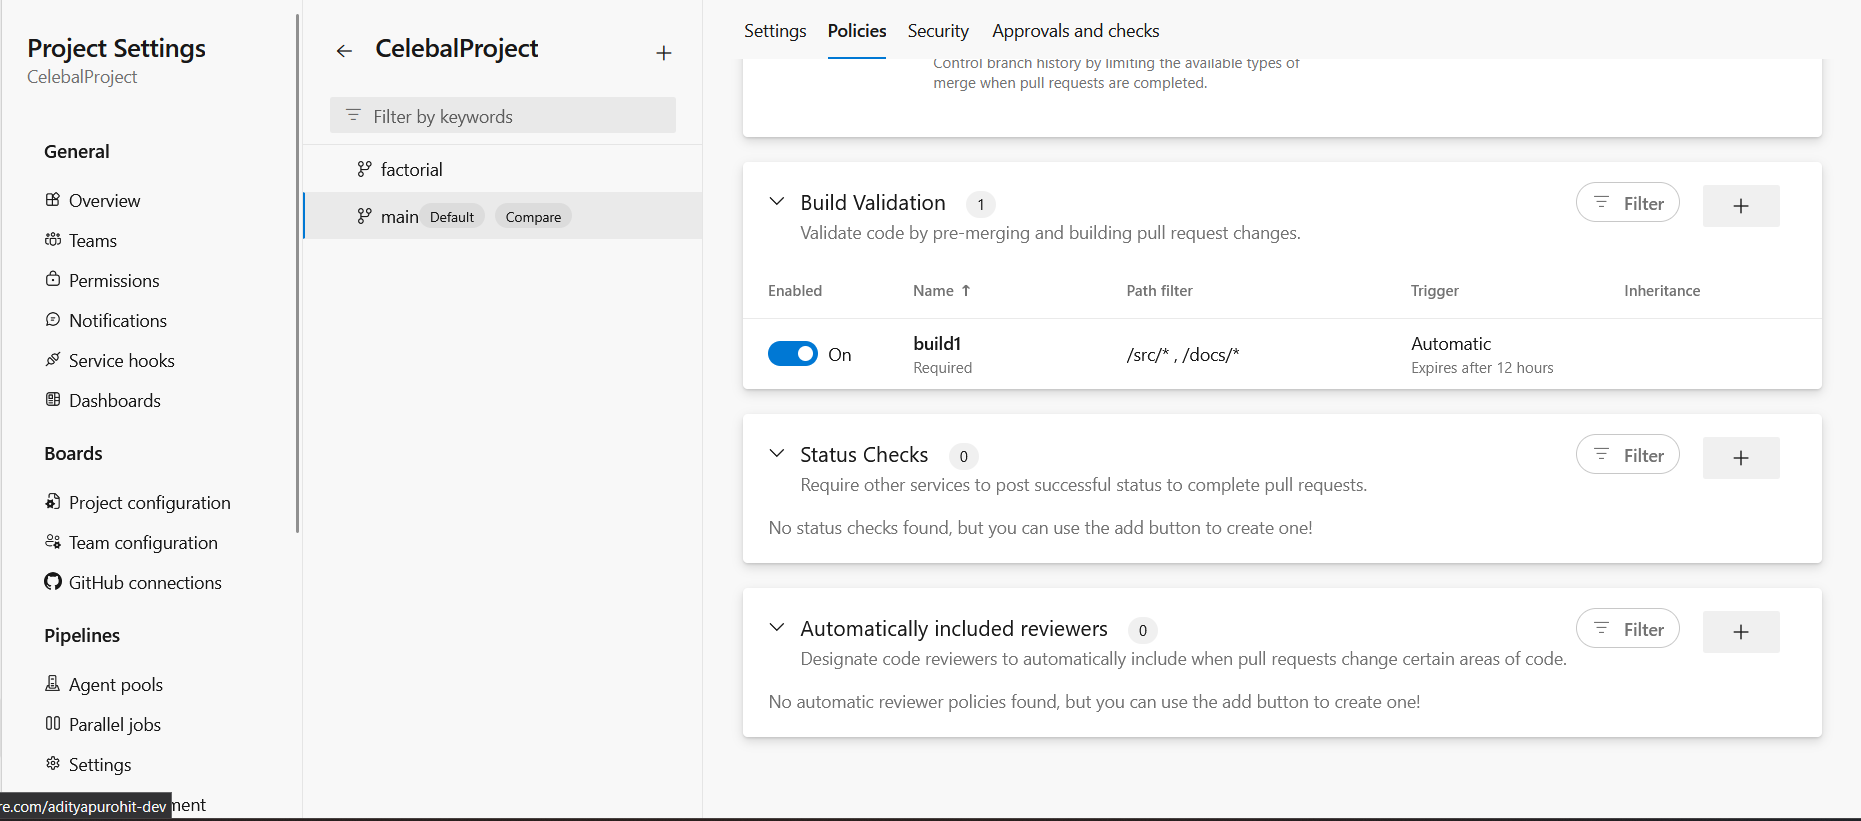 Project Settings
CelebalProject
General
Overview
Teams
Permissions
Notifications
Service hooks
Dashboards
Boards
Project configuration
Team configuration
GitHub connections
Pipelines
Agent pools
Parallel jobs
Settings
ment
re.com/adityapurohit-dev
CelebalProject
Filter by keywords
factorial
main Default Compare
Settings Policies Security Approvals and checks
Control branch history by limiting the available types of
merge when pull requests are completed.
Build Validation 1
Filter
Validate code by pre-merging and building pull request changes.
Enabled Name ↑ Path filter Trigger Inheritance
On build1 /src/* , /docs/* Automatic
Required Expires after 12 hours
Status Checks 0
Filter
Require other services to post successful status to complete pull requests.
No status checks found, but you can use the add button to create one!
Automatically included reviewers 0
Filter
Designate code reviewers to automatically include when pull requests change certain areas of code.
No automatic reviewer policies found, but you can use the add button to create one!